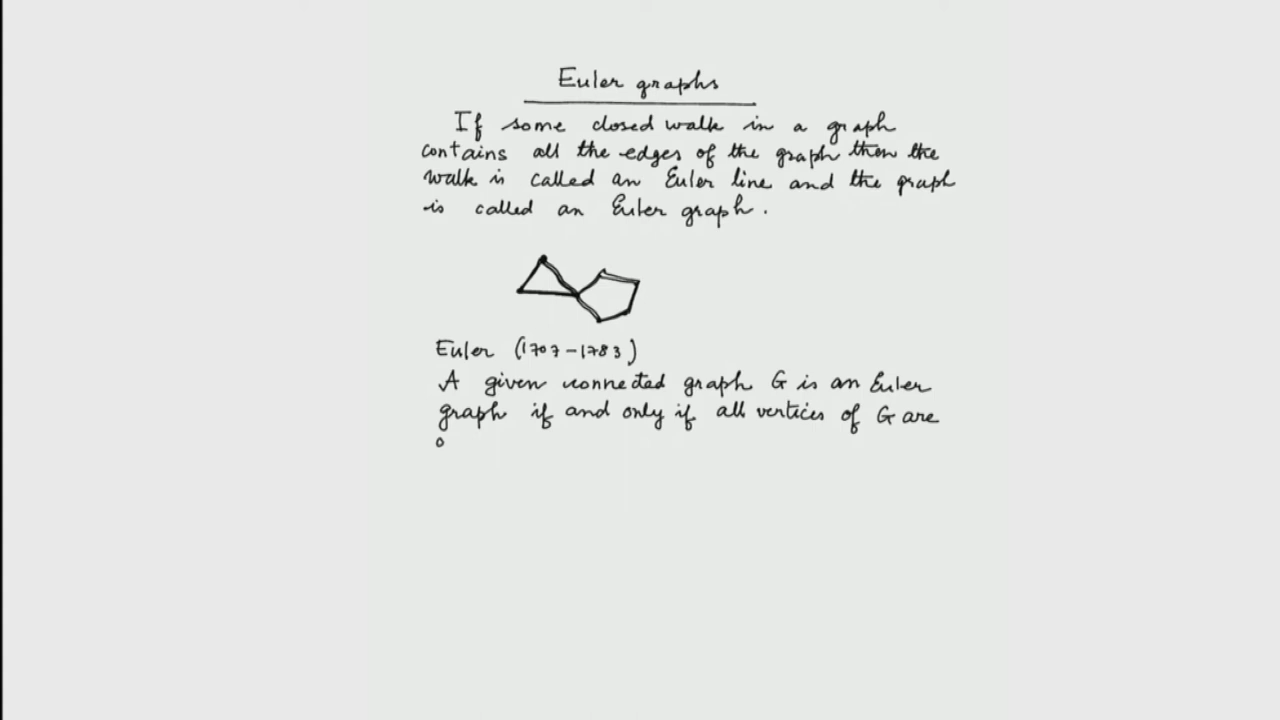 Euler graphs
If some closed walk in a graph
contains all the edges of the graph then the
walk is called an Euler line and the graph
is called an Euler graph.
Euler (1707-1783)
A given connected graph G is an Euler
graph if and only if all vertices of G are
o